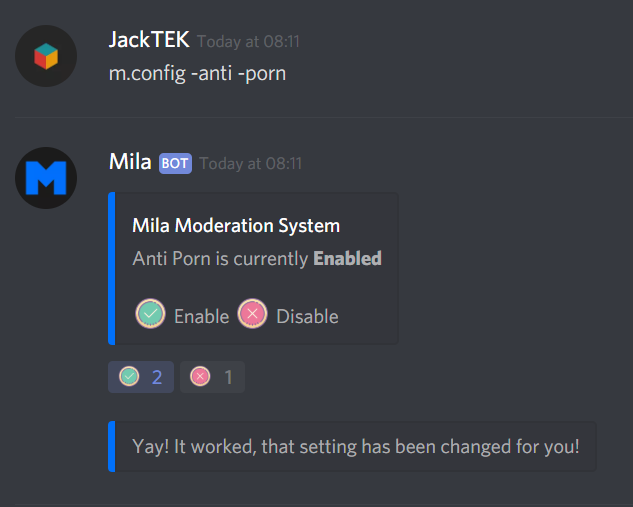 JackTEK Today at 08:11
m.config -anti -porn
M
Mila BOT Today at 08:11
Mila Moderation System
Anti Porn is currently Enabled
Enable Disable
2 1
Yay! It worked, that setting has been changed for you!